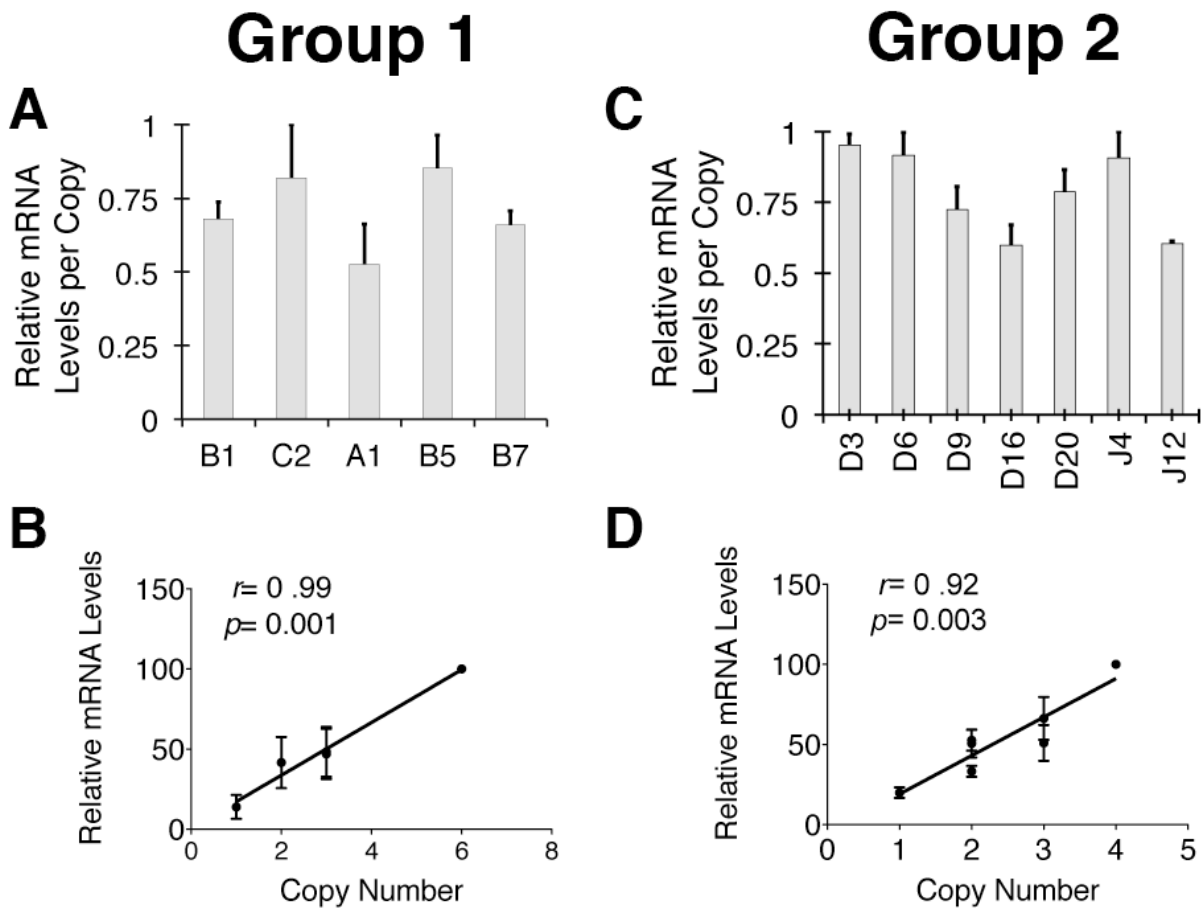 Group 1
Group 2
A
Relative mRNA
Levels per Copy
1
0.75
0.5
0.25
0
B1 C2 A1 B5 B7
C
Relative mRNA
Levels per Copy
1
0.75
0.5
0.25
0
D3 D6 D9 D16 D20 J4 J12
B
Relative mRNA Levels
150
100
50
0
r= 0 .99
p= 0.001
0 2 4 6 8
Copy Number
D
Relative mRNA Levels
150
100
50
0
r= 0 .92
p= 0.003
0 1 2 3 4 5
Copy Number